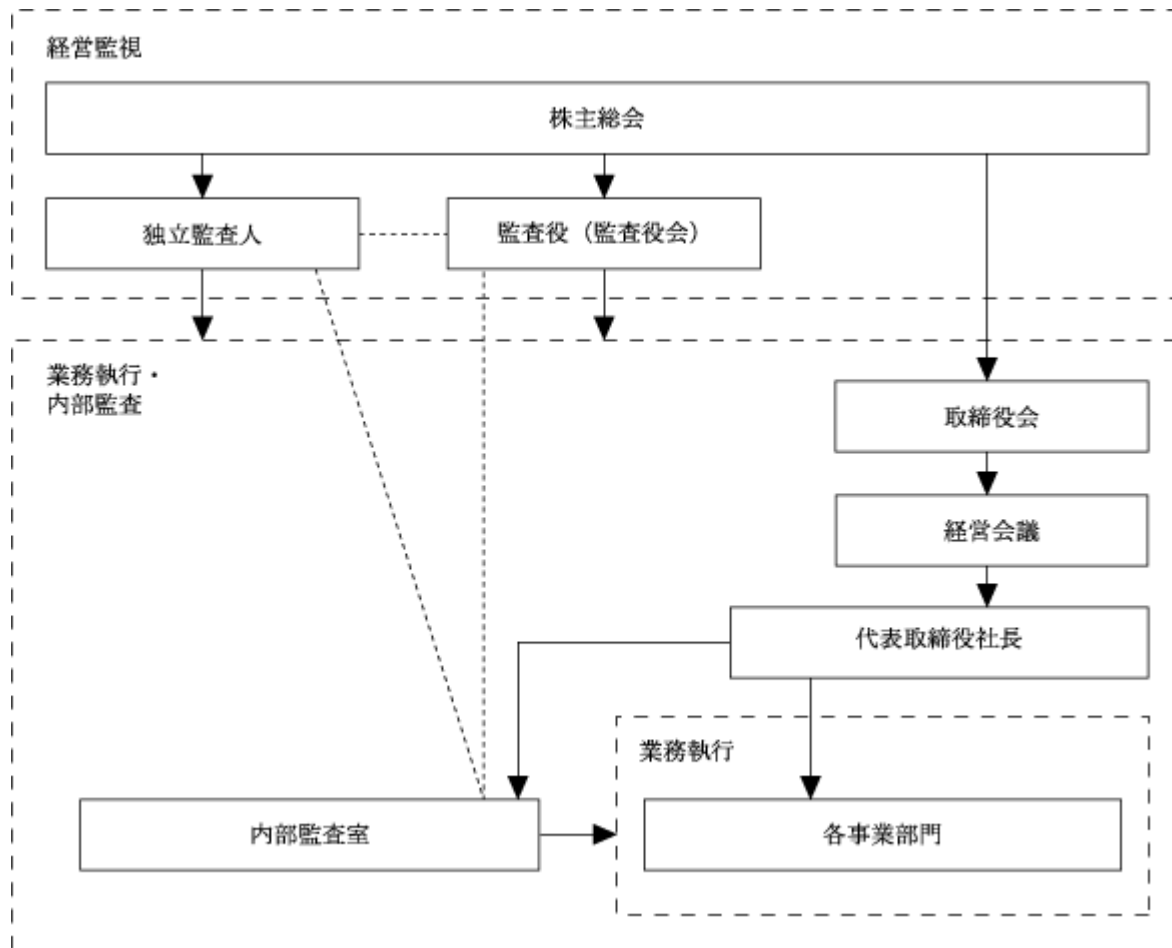 経営監視
株主総会
独立監査人
監査役（監査役会）
業務執行・
内部監査
取締役会
経営会議
代表取締役社長
業務執行
内部監査室
各事業部門